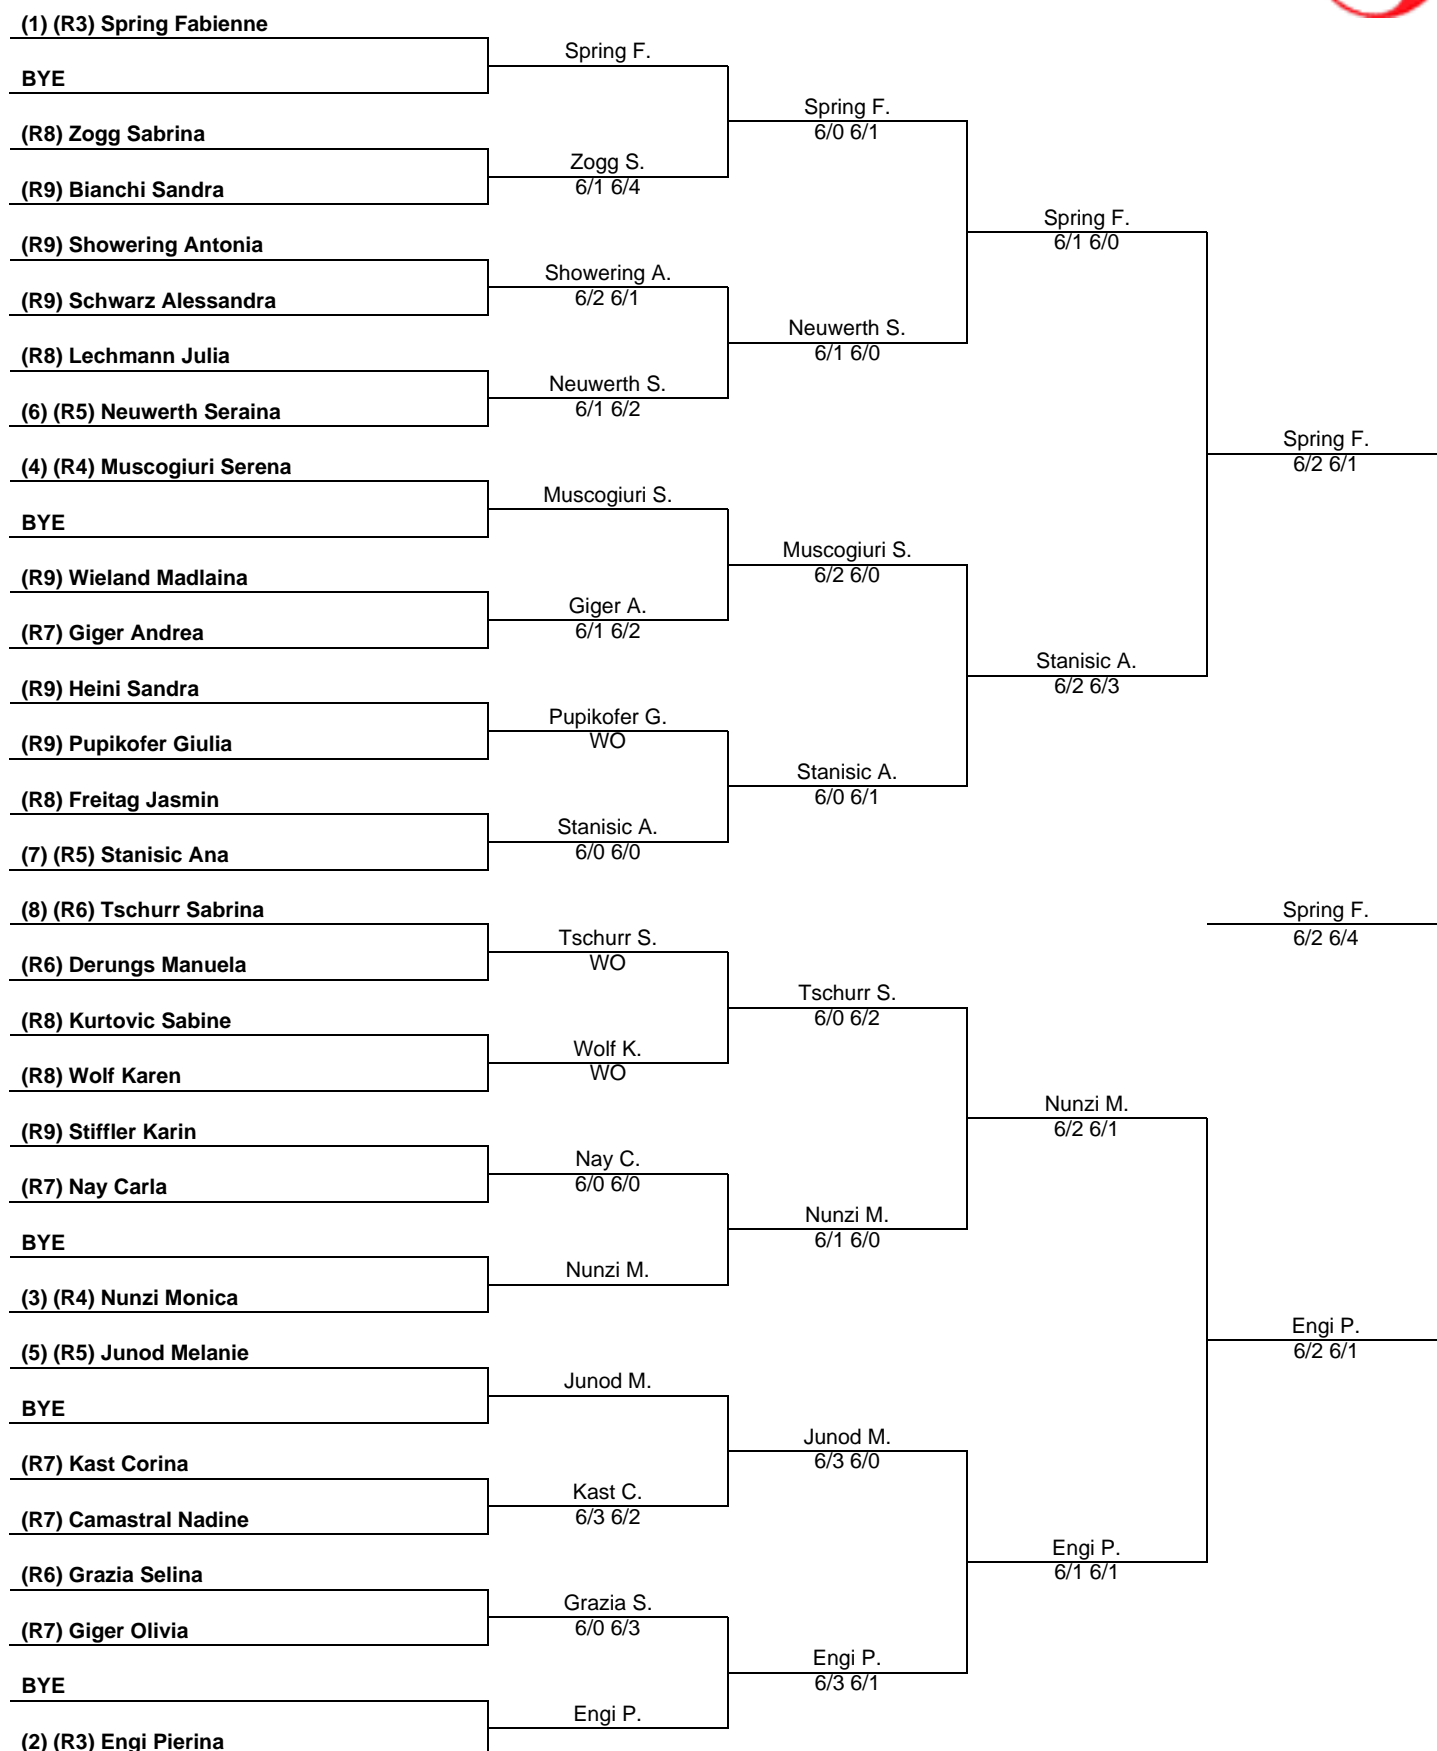 (1) (R3) Spring Fabienne
Spring F.
BYE
Spring F.
6/0 6/1
(R8) Zogg Sabrina
Zogg S.
6/1 6/4
(R9) Bianchi Sandra
Spring F.
6/1 6/0
(R9) Showering Antonia
Showering A.
6/2 6/1
(R9) Schwarz Alessandra
Neuwerth S.
6/1 6/0
(R8) Lechmann Julia
Neuwerth S.
6/1 6/2
(6) (R5) Neuwerth Seraina
Spring F.
6/2 6/1
(4) (R4) Muscogiuri Serena
Muscogiuri S.
BYE
Muscogiuri S.
6/2 6/0
(R9) Wieland Madlaina
Giger A.
6/1 6/2
(R7) Giger Andrea
Stanisic A.
6/2 6/3
(R9) Heini Sandra
Pupikofer G.
WO
(R9) Pupikofer Giulia
Stanisic A.
6/0 6/1
(R8) Freitag Jasmin
Stanisic A.
6/0 6/0
(7) (R5) Stanisic Ana
(8) (R6) Tschurr Sabrina
Spring F.
6/2 6/4
Tschurr S.
WO
(R6) Derungs Manuela
Tschurr S.
6/0 6/2
(R8) Kurtovic Sabine
Wolf K.
WO
(R8) Wolf Karen
Nunzi M.
6/2 6/1
(R9) Stiffler Karin
Nay C.
6/0 6/0
(R7) Nay Carla
Nunzi M.
6/1 6/0
BYE
Nunzi M.
(3) (R4) Nunzi Monica
Engi P.
6/2 6/1
(5) (R5) Junod Melanie
Junod M.
BYE
Junod M.
6/3 6/0
(R7) Kast Corina
Kast C.
6/3 6/2
(R7) Camastral Nadine
Engi P.
6/1 6/1
(R6) Grazia Selina
Grazia S.
6/0 6/3
(R7) Giger Olivia
Engi P.
6/3 6/1
BYE
Engi P.
(2) (R3) Engi Pierina